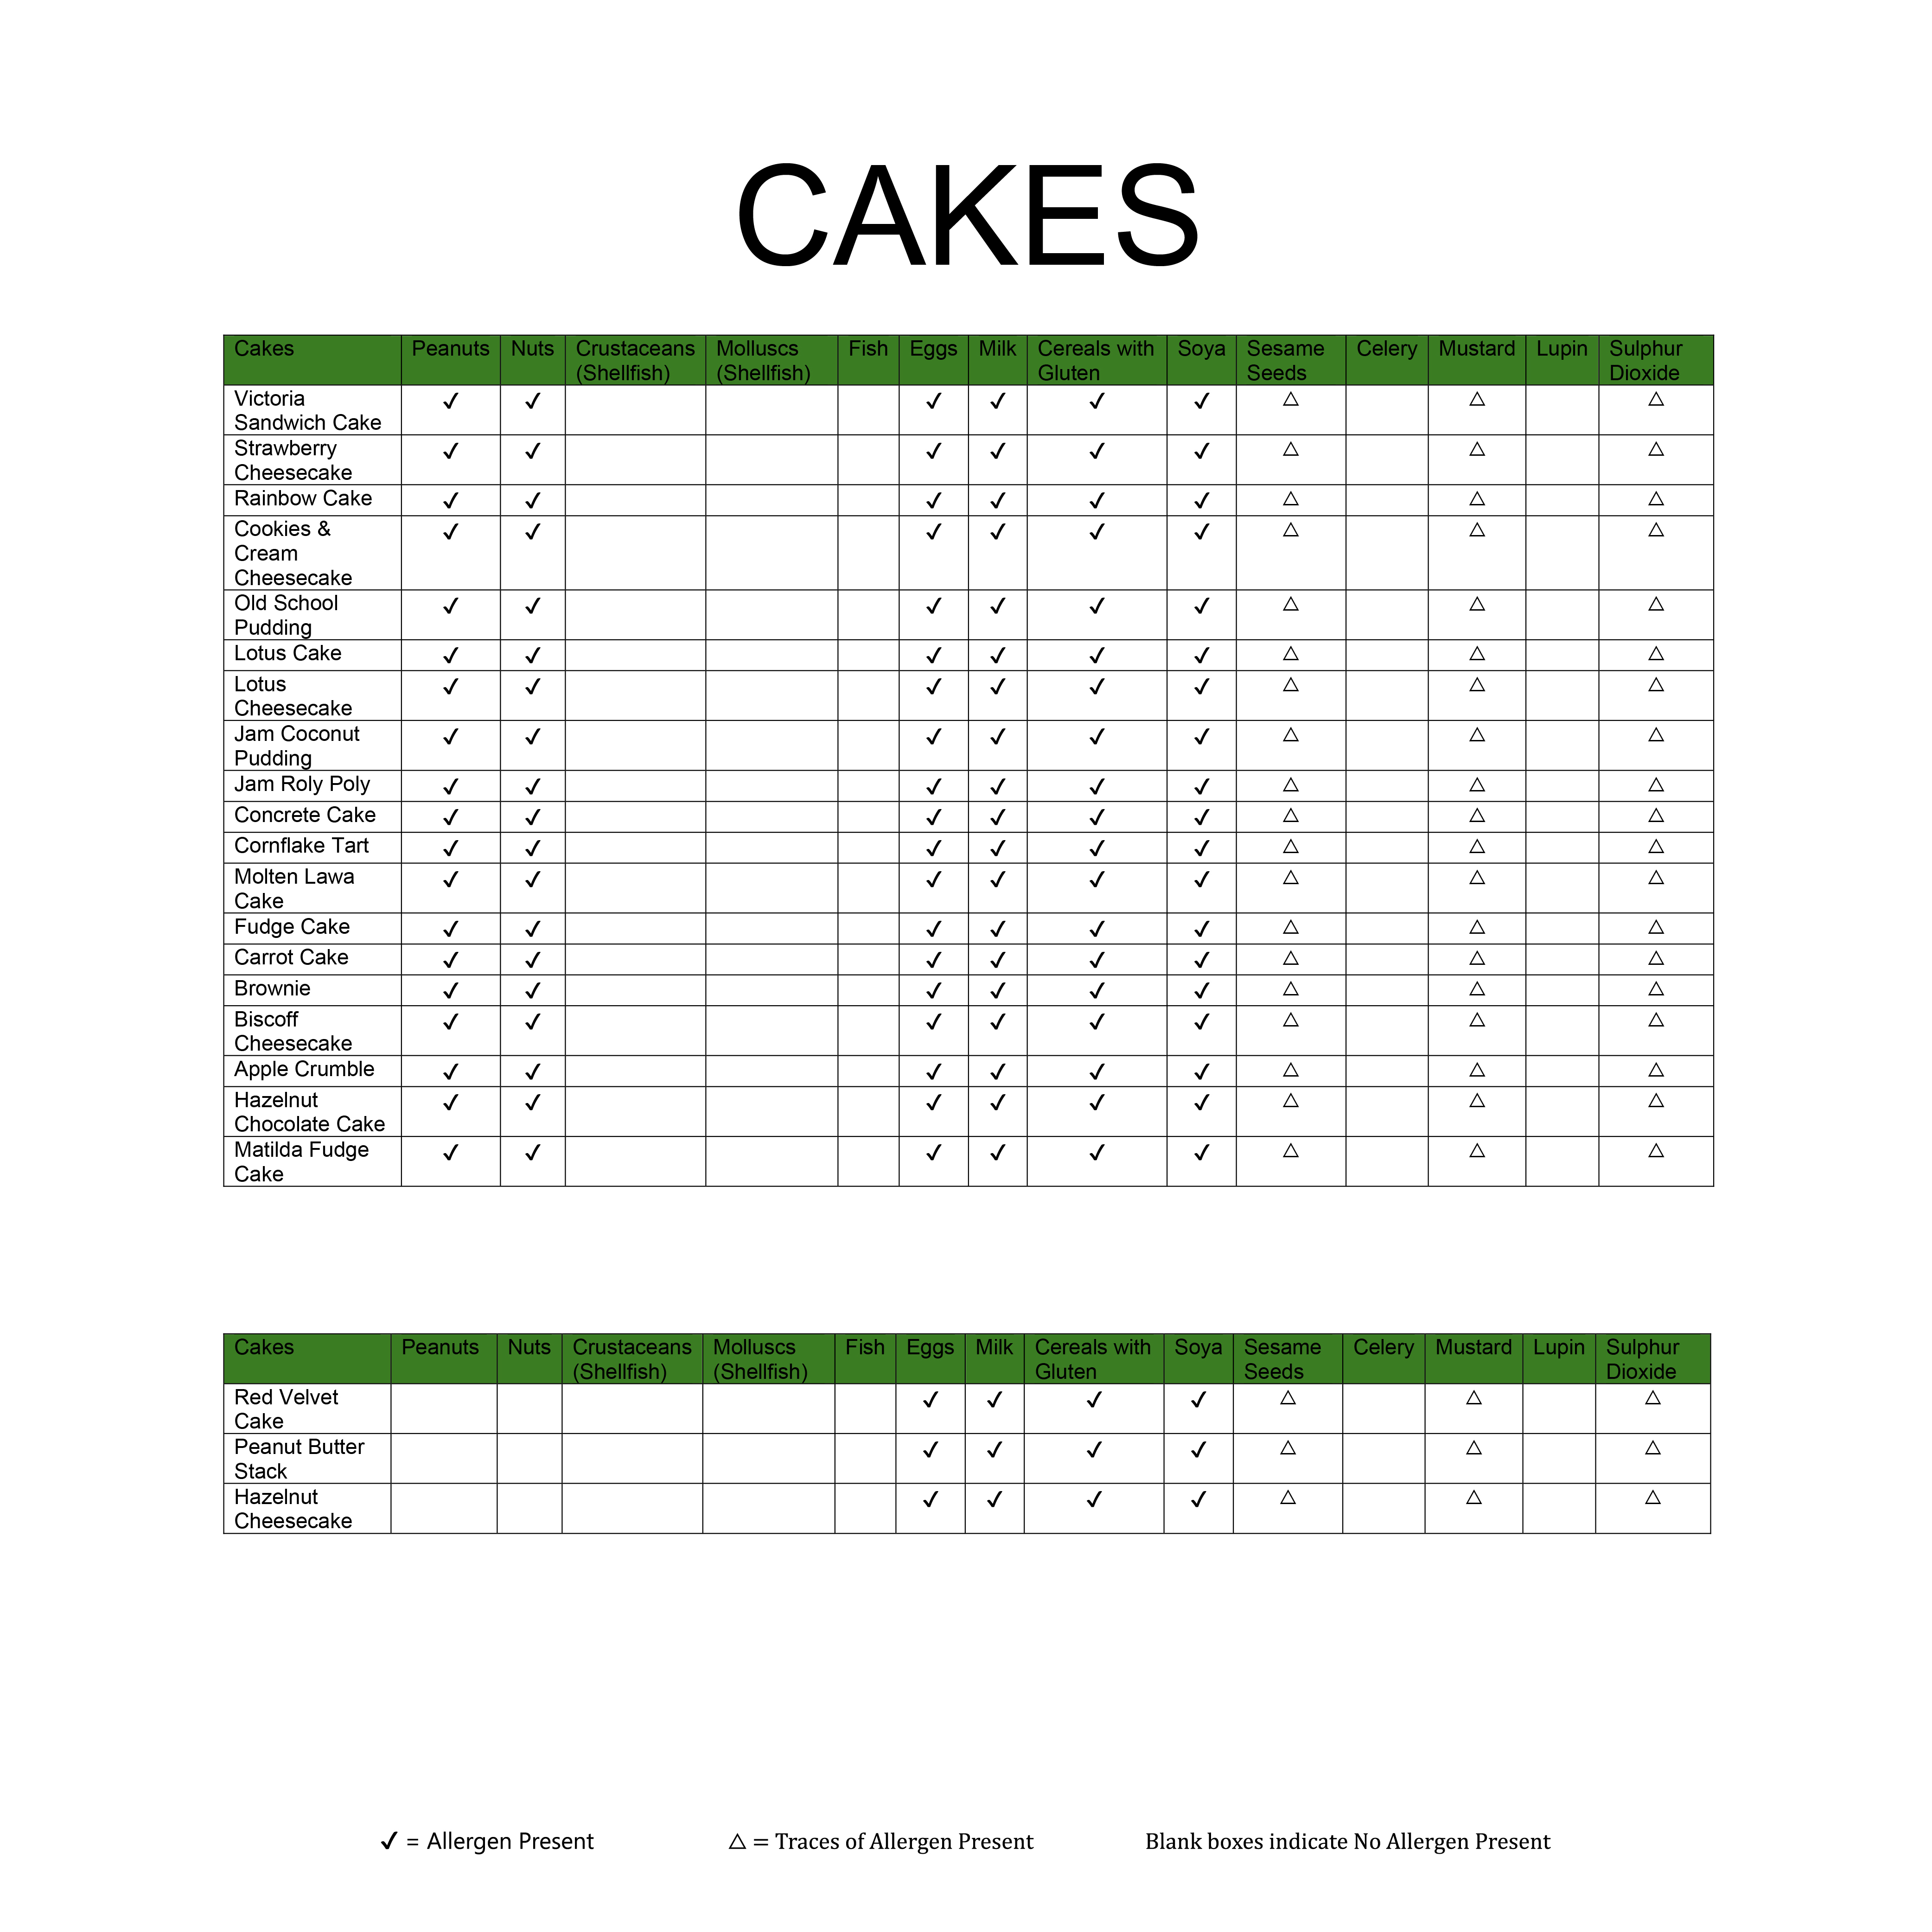 CAKES
Cakes Peanuts Nuts Crustaceans (Shellfish) Molluscs (Shellfish) Fish Eggs Milk Cereals with Gluten Soya Sesame Seeds Celery Mustard Lupin Sulphur Dioxide
Victoria Sandwich Cake ✓ ✓ ✓ ✓ ✓ ✓ △ △ △
Strawberry Cheesecake ✓ ✓ ✓ ✓ ✓ ✓ △ △ △
Rainbow Cake ✓ ✓ ✓ ✓ ✓ ✓ △ △ △
Cookies & Cream Cheesecake ✓ ✓ ✓ ✓ ✓ ✓ △ △ △
Old School Pudding ✓ ✓ ✓ ✓ ✓ ✓ △ △ △
Lotus Cake ✓ ✓ ✓ ✓ ✓ ✓ △ △ △
Lotus Cheesecake ✓ ✓ ✓ ✓ ✓ ✓ △ △ △
Jam Coconut Pudding ✓ ✓ ✓ ✓ ✓ ✓ △ △ △
Jam Roly Poly ✓ ✓ ✓ ✓ ✓ ✓ △ △ △
Concrete Cake ✓ ✓ ✓ ✓ ✓ ✓ △ △ △
Cornflake Tart ✓ ✓ ✓ ✓ ✓ ✓ △ △ △
Molten Lawa Cake ✓ ✓ ✓ ✓ ✓ ✓ △ △ △
Fudge Cake ✓ ✓ ✓ ✓ ✓ ✓ △ △ △
Carrot Cake ✓ ✓ ✓ ✓ ✓ ✓ △ △ △
Brownie ✓ ✓ ✓ ✓ ✓ ✓ △ △ △
Biscoff Cheesecake ✓ ✓ ✓ ✓ ✓ ✓ △ △ △
Apple Crumble ✓ ✓ ✓ ✓ ✓ ✓ △ △ △
Hazelnut Chocolate Cake ✓ ✓ ✓ ✓ ✓ ✓ △ △ △
Matilda Fudge Cake ✓ ✓ ✓ ✓ ✓ ✓ △ △ △
Cakes Peanuts Nuts Crustaceans (Shellfish) Molluscs (Shellfish) Fish Eggs Milk Cereals with Gluten Soya Sesame Seeds Celery Mustard Lupin Sulphur Dioxide
Red Velvet Cake ✓ ✓ ✓ ✓ △ △ △
Peanut Butter Stack ✓ ✓ ✓ ✓ △ △ △
Hazelnut Cheesecake ✓ ✓ ✓ ✓ △ △ △
✓ = Allergen Present △ = Traces of Allergen Present Blank boxes indicate No Allergen Present